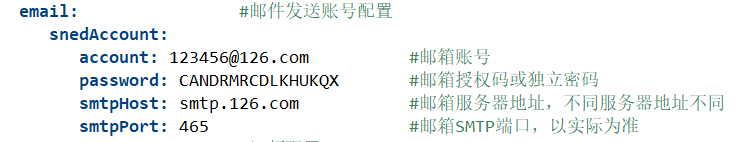 email: #邮件发送账号配置
snedAccount:
account: 123456@126.com #邮箱账号
password: CANDRMRCDLKHUKQX #邮箱授权码或独立密码
smtpHost: smtp.126.com #邮箱服务器地址，不同服务器地址不同
smtpPort: 465 #邮箱SMTP端口，以实际为准